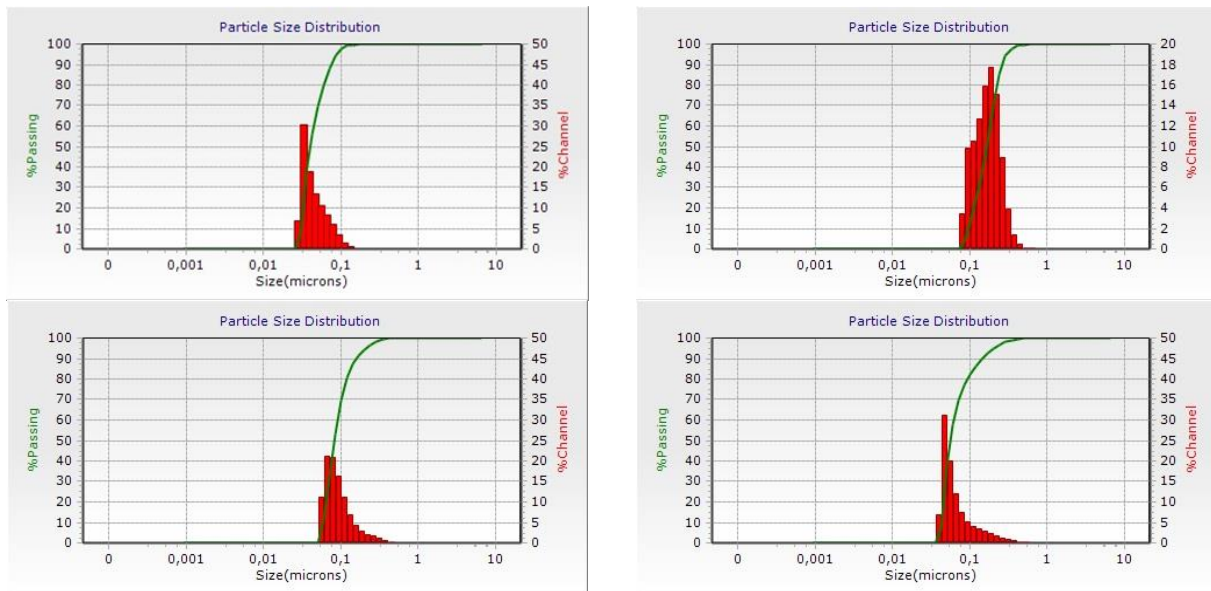 Particle Size Distribution
100 50
90 45
80 40
70 35
60 30
50 25
40 20
30 15
20 10
10 5
0 0
%Passing
%Channel
0 0,001 0,01 0,1 1 10
Size(microns)
Particle Size Distribution
100 20
90 18
80 16
70 14
60 12
50 10
40 8
30 6
20 4
10 2
0 0
%Passing
%Channel
0 0,001 0,01 0,1 1 10
Size(microns)
Particle Size Distribution
100 50
90 45
80 40
70 35
60 30
50 25
40 20
30 15
20 10
10 5
0 0
%Passing
%Channel
0 0,001 0,01 0,1 1 10
Size(microns)
Particle Size Distribution
100 50
90 45
80 40
70 35
60 30
50 25
40 20
30 15
20 10
10 5
0 0
%Passing
%Channel
0 0,001 0,01 0,1 1 10
Size(microns)